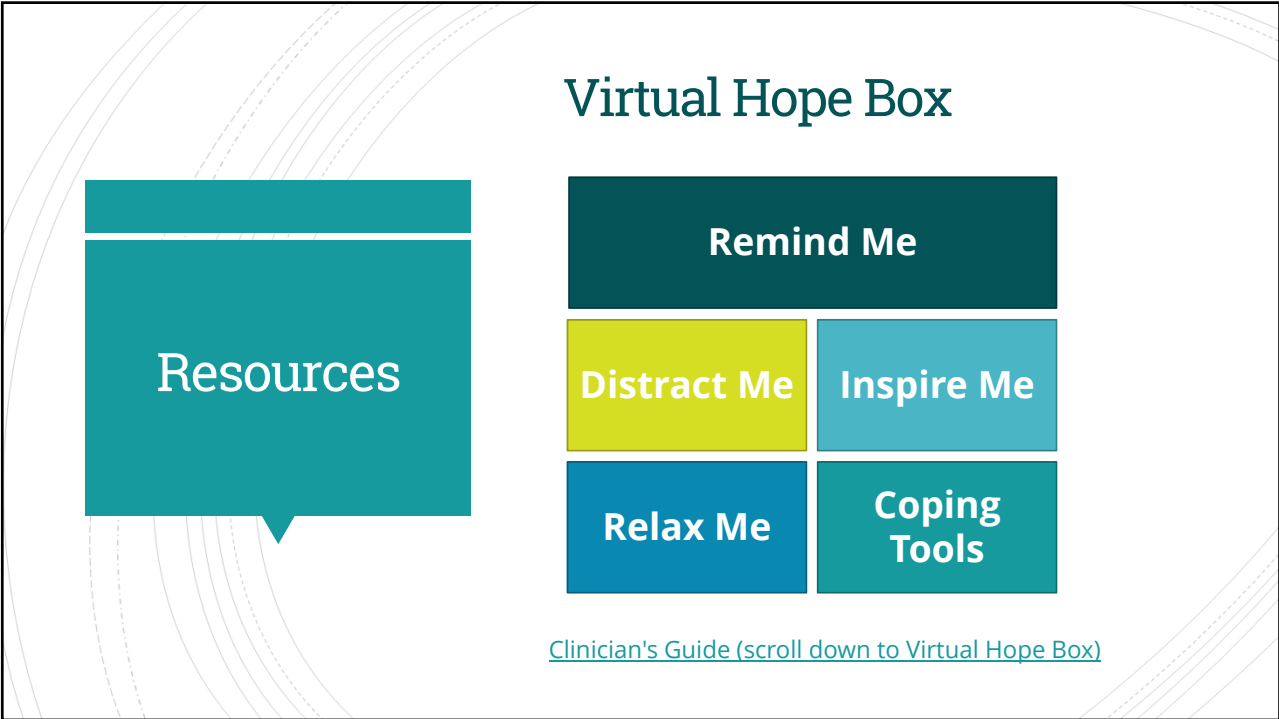 Resources
Virtual Hope Box
Remind Me
Distract Me
Inspire Me
Relax Me
Coping
Tools
Clinician's Guide (scroll down to Virtual Hope Box)